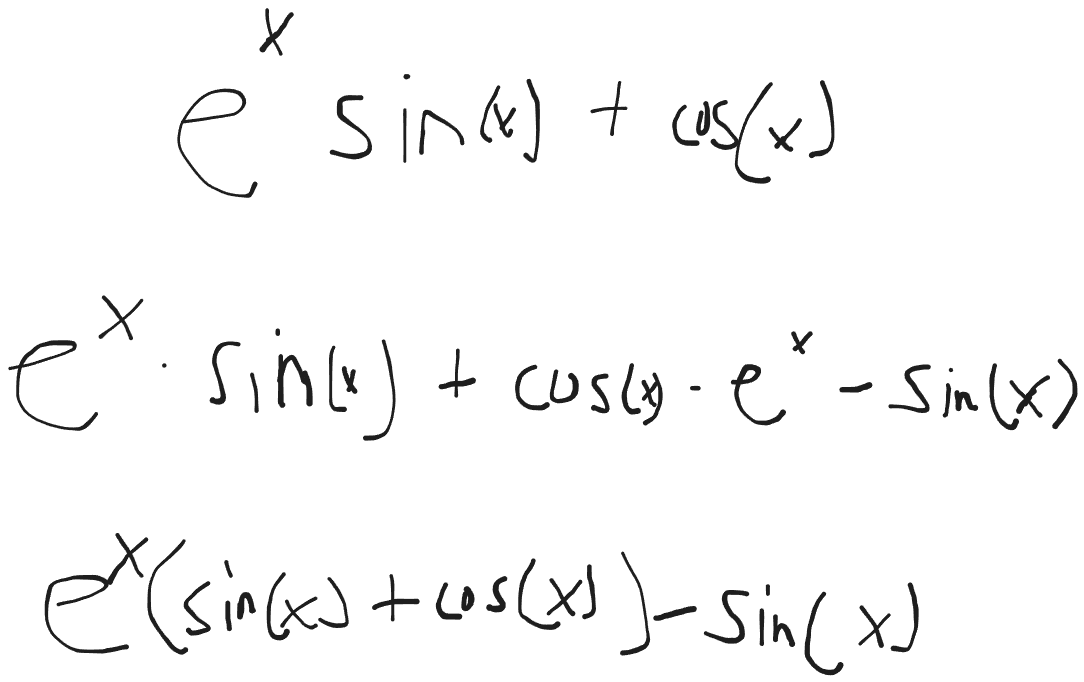 e^x sin(x) + cos(x)
e^x · sin(x) + cos(x) · e^x - sin(x)
e^x(sin(x) + cos(x)) - sin(x)